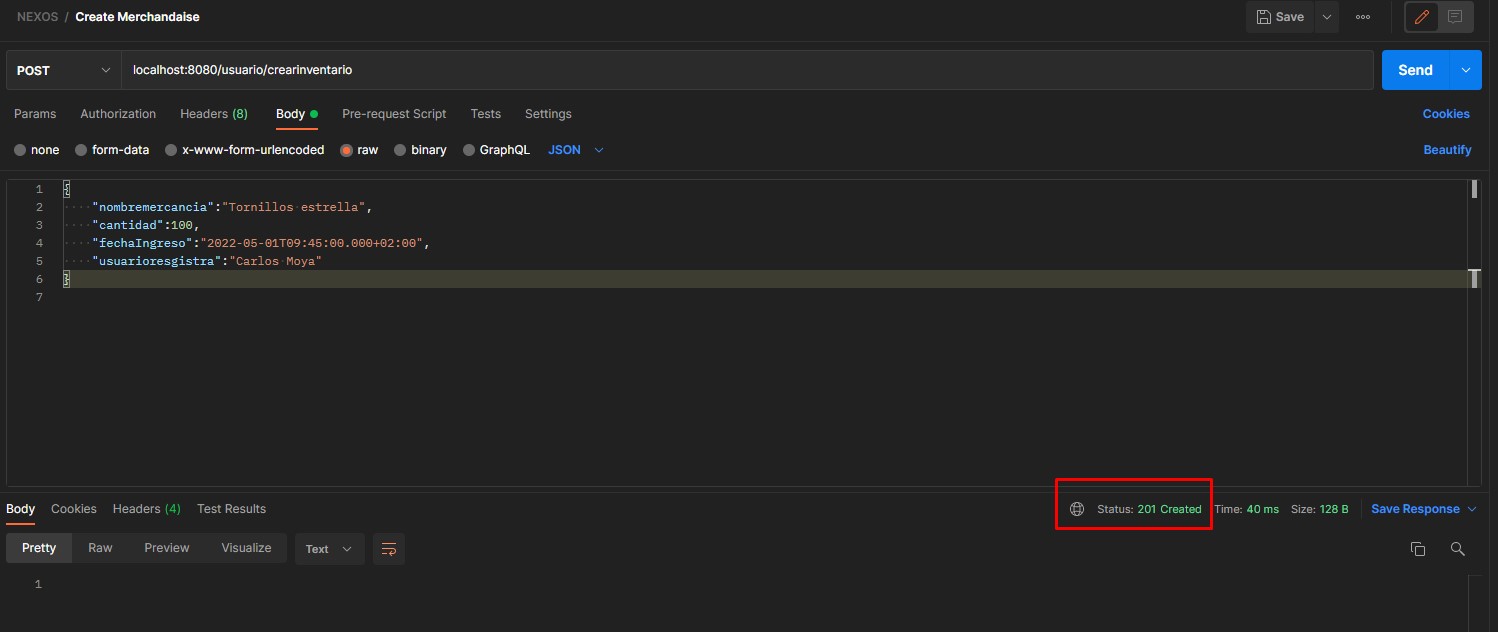 NEXOS / Create Merchandaise
Save
POST localhost:8080/usuario/crearinventario Send
Params Authorization Headers (8) Body Pre-request Script Tests Settings Cookies
none form-data x-www-form-urlencoded raw binary GraphQL JSON Beautify
1 {
2 "nombremercancia":"Tornillos estrella",
3 "cantidad":100,
4 "fechaIngreso":"2022-05-01T09:45:00.000+02:00",
5 "usuarioresgistra":"Carlos Moya"
6 }
7
Body Cookies Headers (4) Test Results Status: 201 Created Time: 40 ms Size: 128 B Save Response
Pretty Raw Preview Visualize Text
1